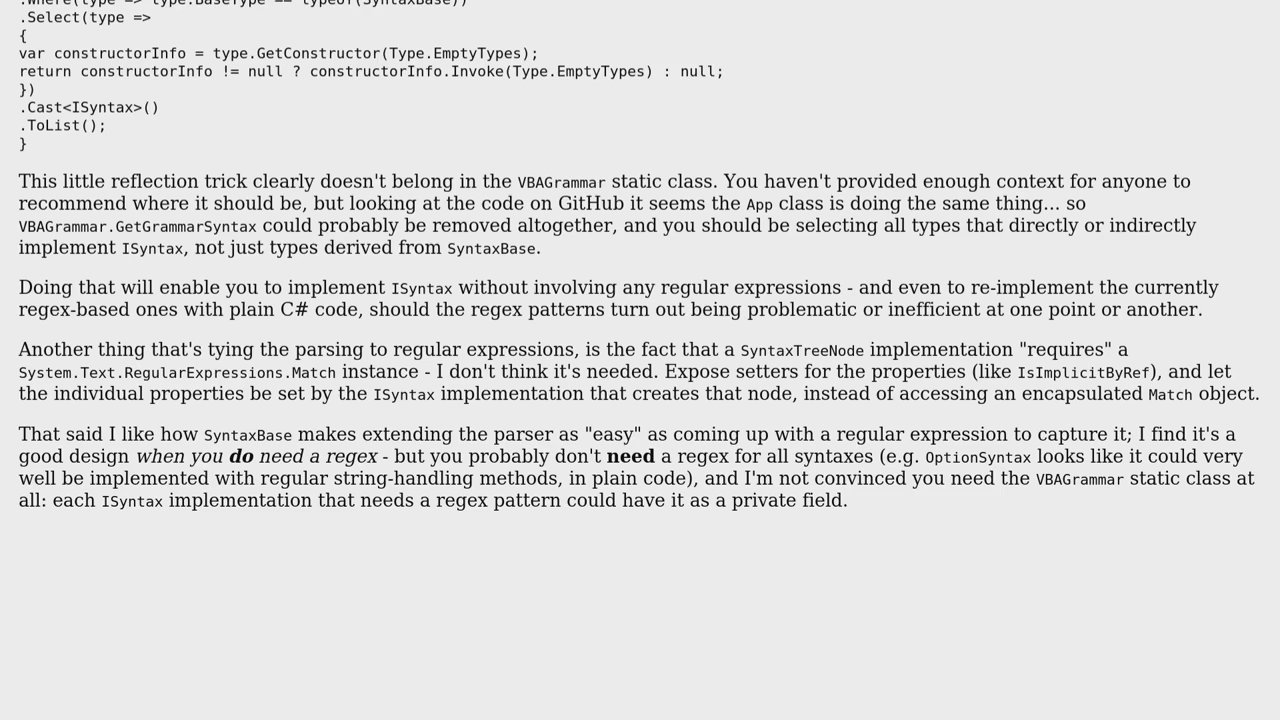 .Where(type => type.BaseType == typeof(SyntaxBase))
.Select(type =>
{
var constructorInfo = type.GetConstructor(Type.EmptyTypes);
return constructorInfo != null ? constructorInfo.Invoke(Type.EmptyTypes) : null;
})
.Cast<ISyntax>()
.ToList();
}
This little reflection trick clearly doesn't belong in the VBAGrammar static class. You haven't provided enough context for anyone to
recommend where it should be, but looking at the code on GitHub it seems the App class is doing the same thing... so
VBAGrammar.GetGrammarSyntax could probably be removed altogether, and you should be selecting all types that directly or indirectly
implement ISyntax, not just types derived from SyntaxBase.
Doing that will enable you to implement ISyntax without involving any regular expressions - and even to re-implement the currently
regex-based ones with plain C# code, should the regex patterns turn out being problematic or inefficient at one point or another.
Another thing that's tying the parsing to regular expressions, is the fact that a SyntaxTreeNode implementation "requires" a
System.Text.RegularExpressions.Match instance - I don't think it's needed. Expose setters for the properties (like IsImplicitByRef), and let
the individual properties be set by the ISyntax implementation that creates that node, instead of accessing an encapsulated Match object.
That said I like how SyntaxBase makes extending the parser as "easy" as coming up with a regular expression to capture it; I find it's a
good design when you do need a regex - but you probably don't need a regex for all syntaxes (e.g. OptionSyntax looks like it could very
well be implemented with regular string-handling methods, in plain code), and I'm not convinced you need the VBAGrammar static class at
all: each ISyntax implementation that needs a regex pattern could have it as a private field.